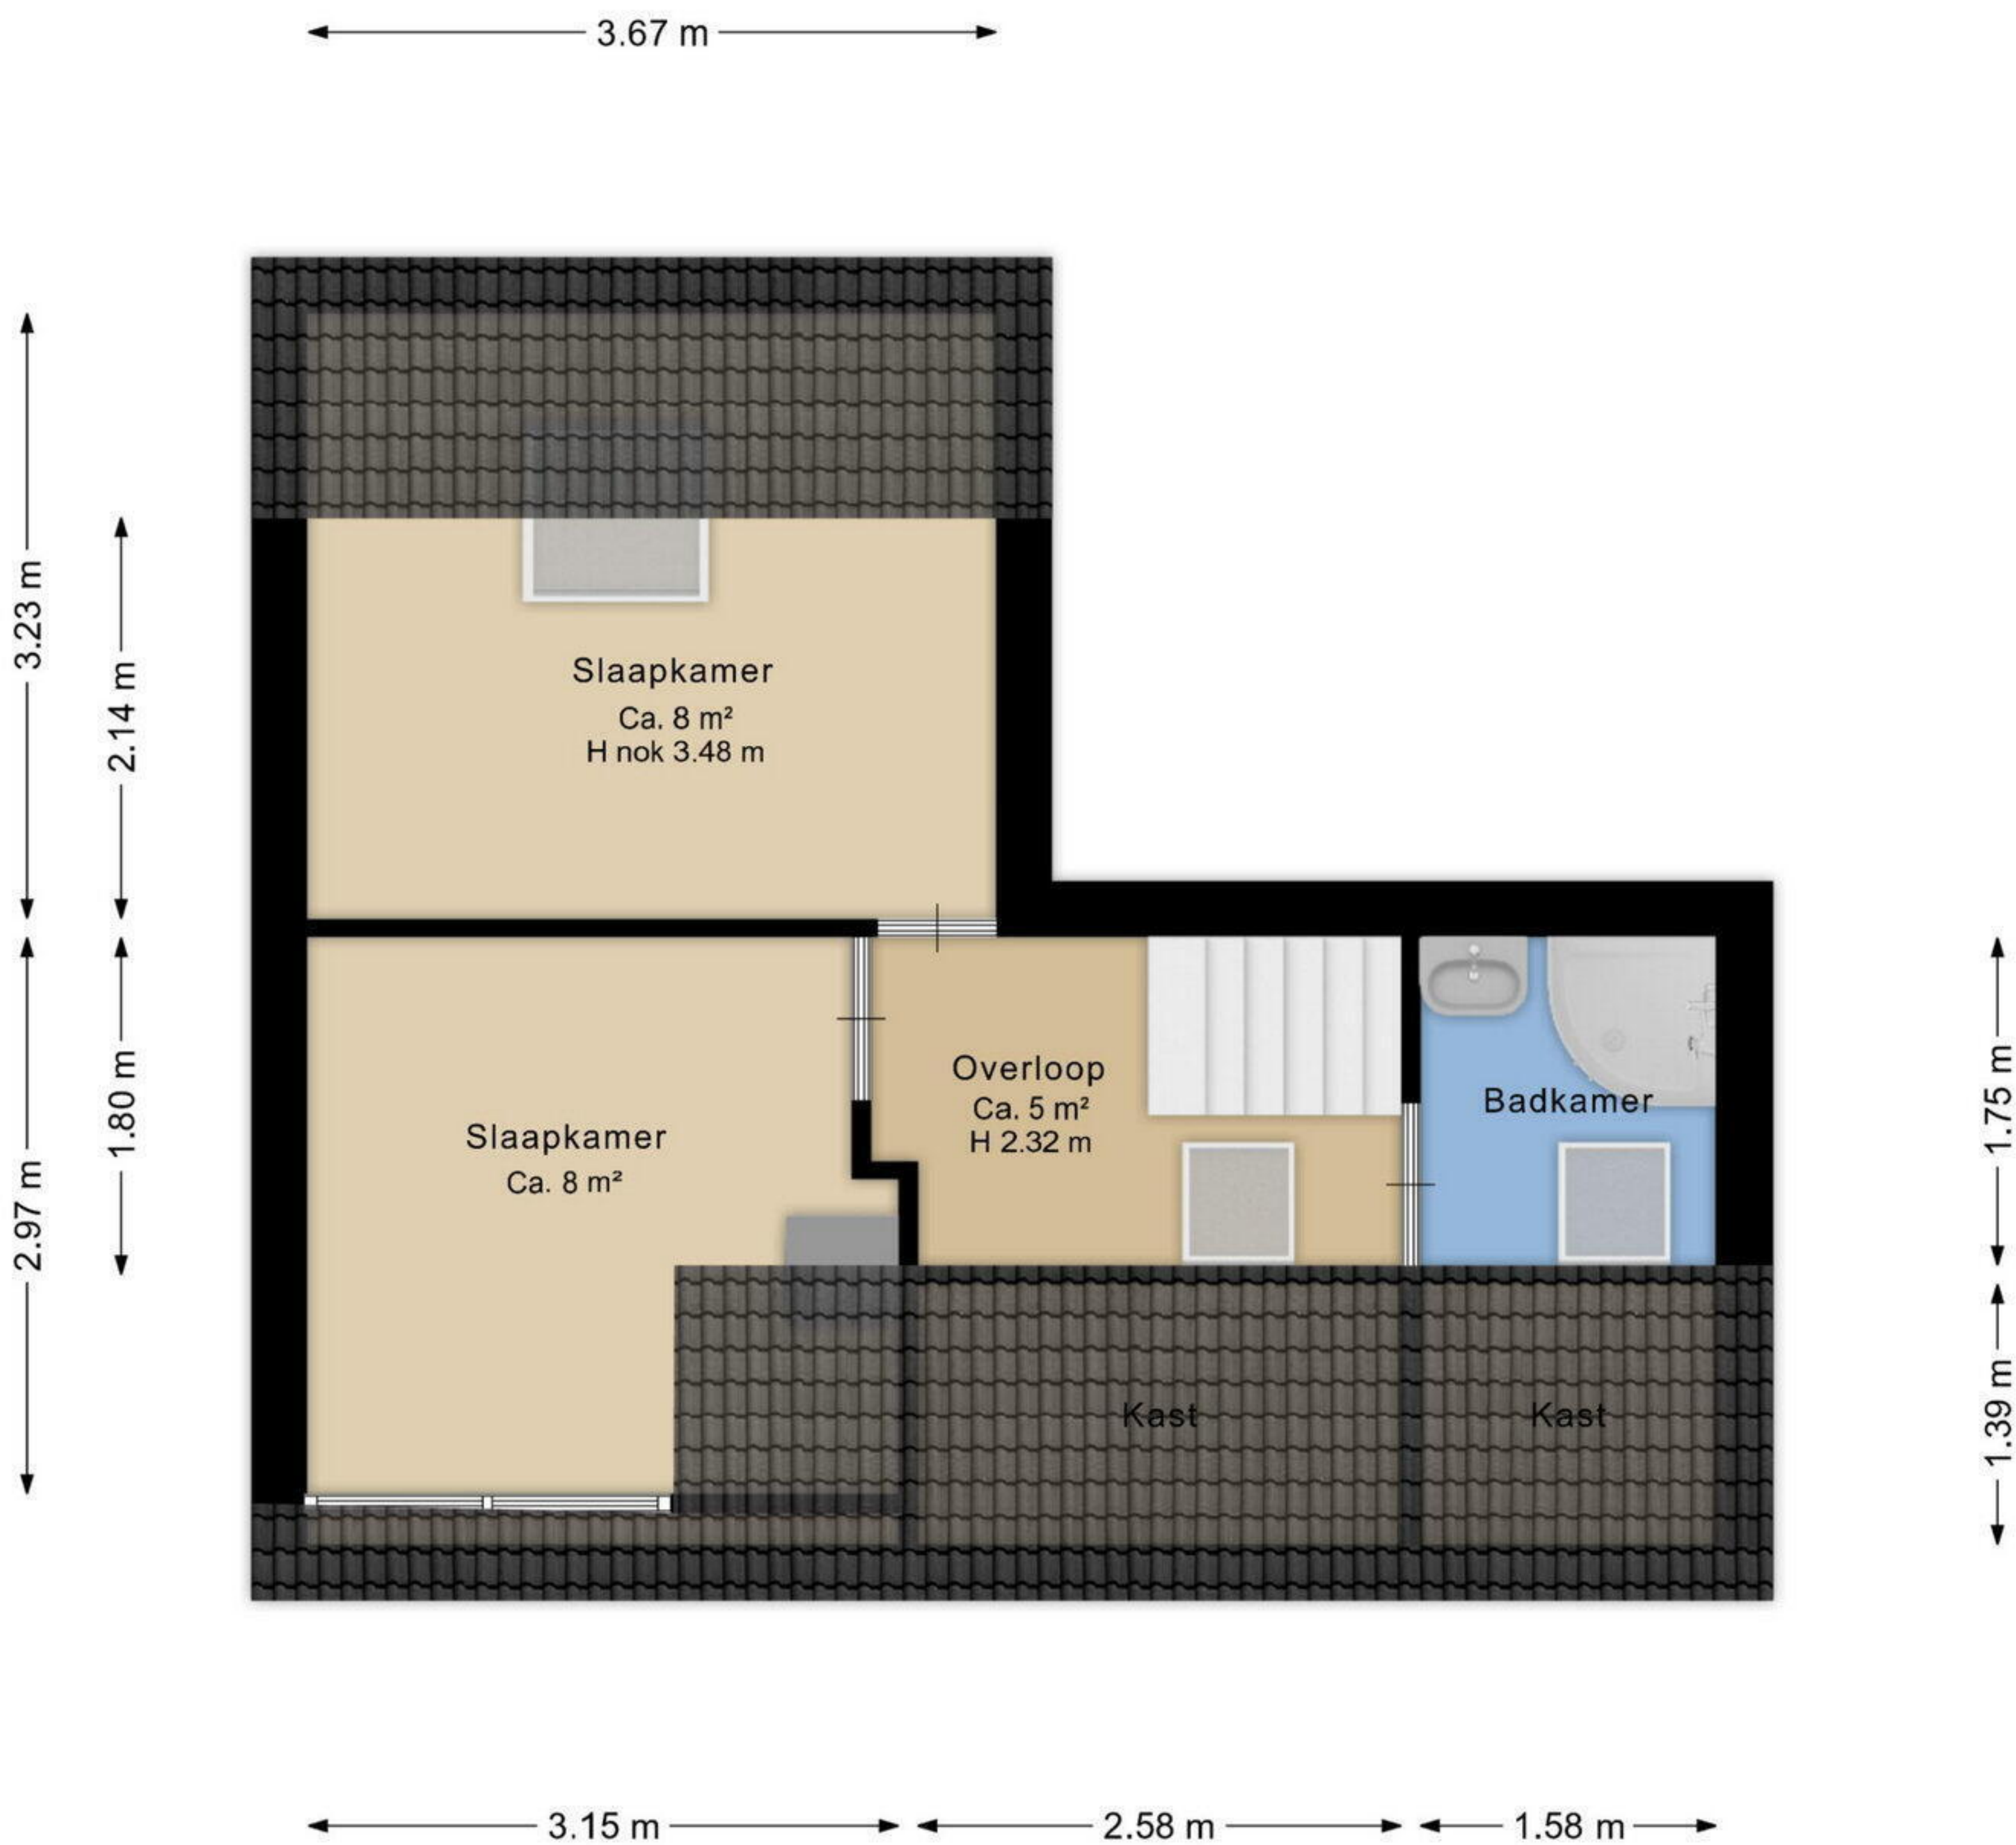 3.67 m
3.23 m
2.14 m
Slaapkamer
Ca. 8 m²
H nok 3.48 m
2.97 m
1.80 m
Slaapkamer
Ca. 8 m²
Overloop
Ca. 5 m²
H 2.32 m
Badkamer
1.75 m
Kast
Kast
1.39 m
3.15 m
2.58 m
1.58 m